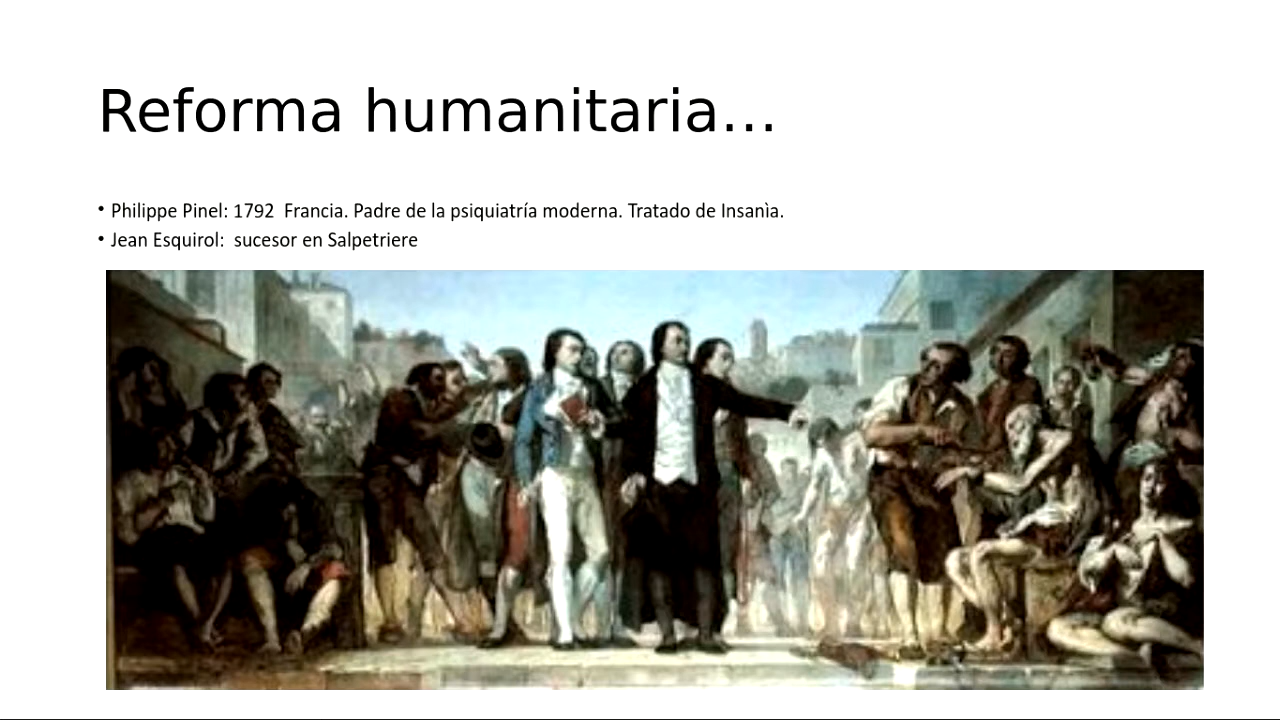 Reforma humanitaria...
• Philippe Pinel: 1792  Francia. Padre de la psiquiatría moderna. Tratado de Insanìa.
• Jean Esquirol:  sucesor en Salpetriere